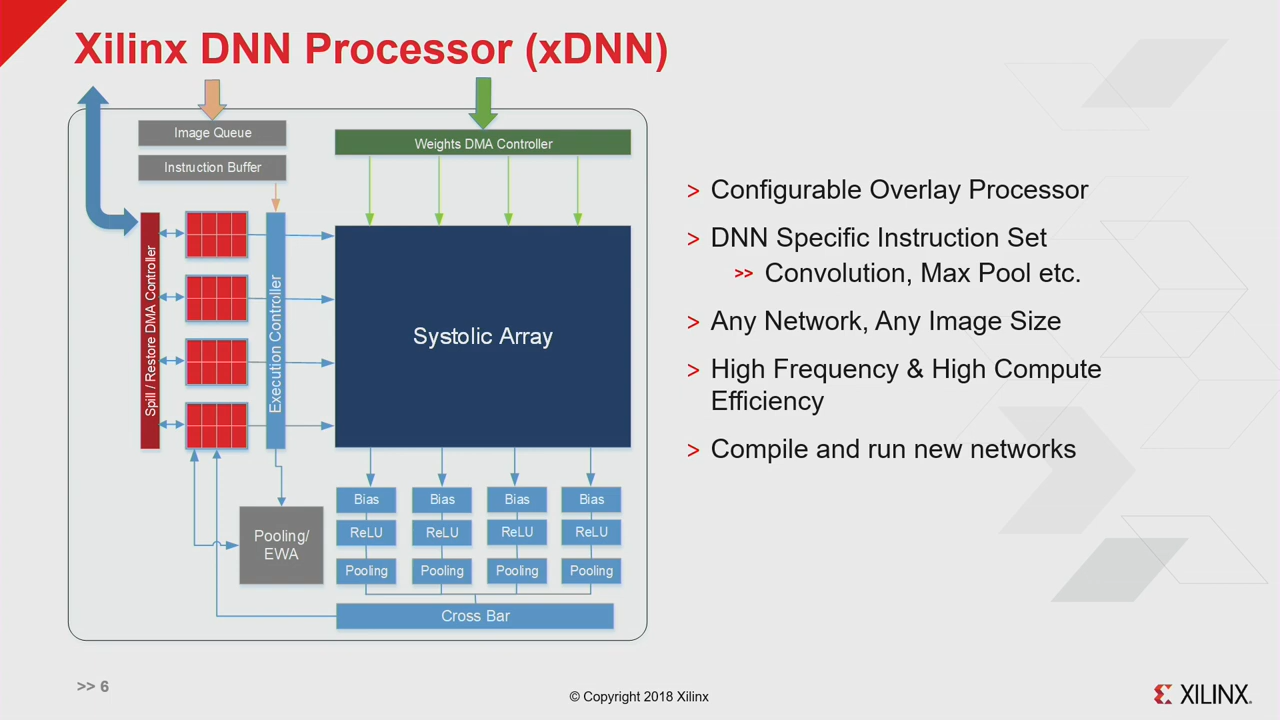 Xilinx DNN Processor (xDNN)
Image Queue
Instruction Buffer
Weights DMA Controller
Spill / Restore DMA Controller
Execution Controller
Systolic Array
Pooling/
EWA
Bias Bias Bias Bias
ReLU ReLU ReLU ReLU
Pooling Pooling Pooling Pooling
Cross Bar
> Configurable Overlay Processor
> DNN Specific Instruction Set
>> Convolution, Max Pool etc.
> Any Network, Any Image Size
> High Frequency & High Compute
Efficiency
> Compile and run new networks
>> 6
© Copyright 2018 Xilinx
XILINX.